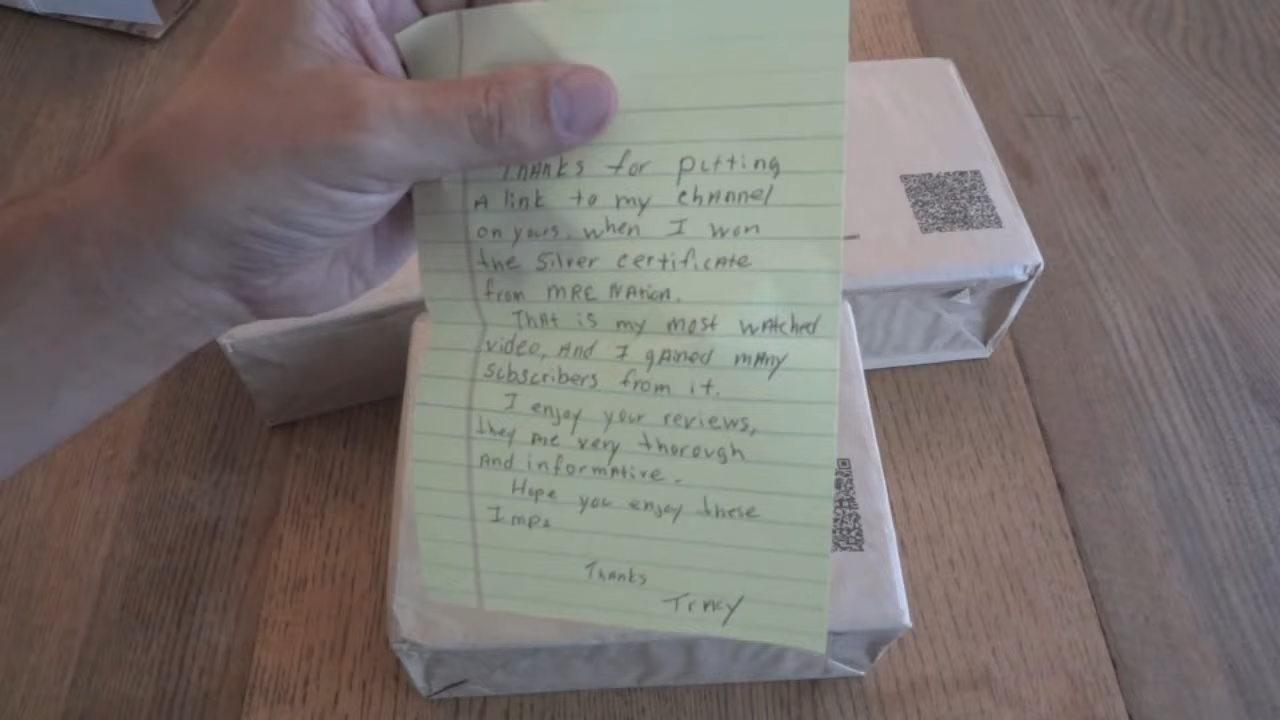 Thanks for putting
A link to my channel
on yours, when I won
the Silver certificate
from MRE NAtion.
That is my most watched
video, And I gained many
subscribers from it.
I enjoy your reviews,
they are very thorough
And informative.
Hope you enjoy these
Imps
Thanks
Tracy